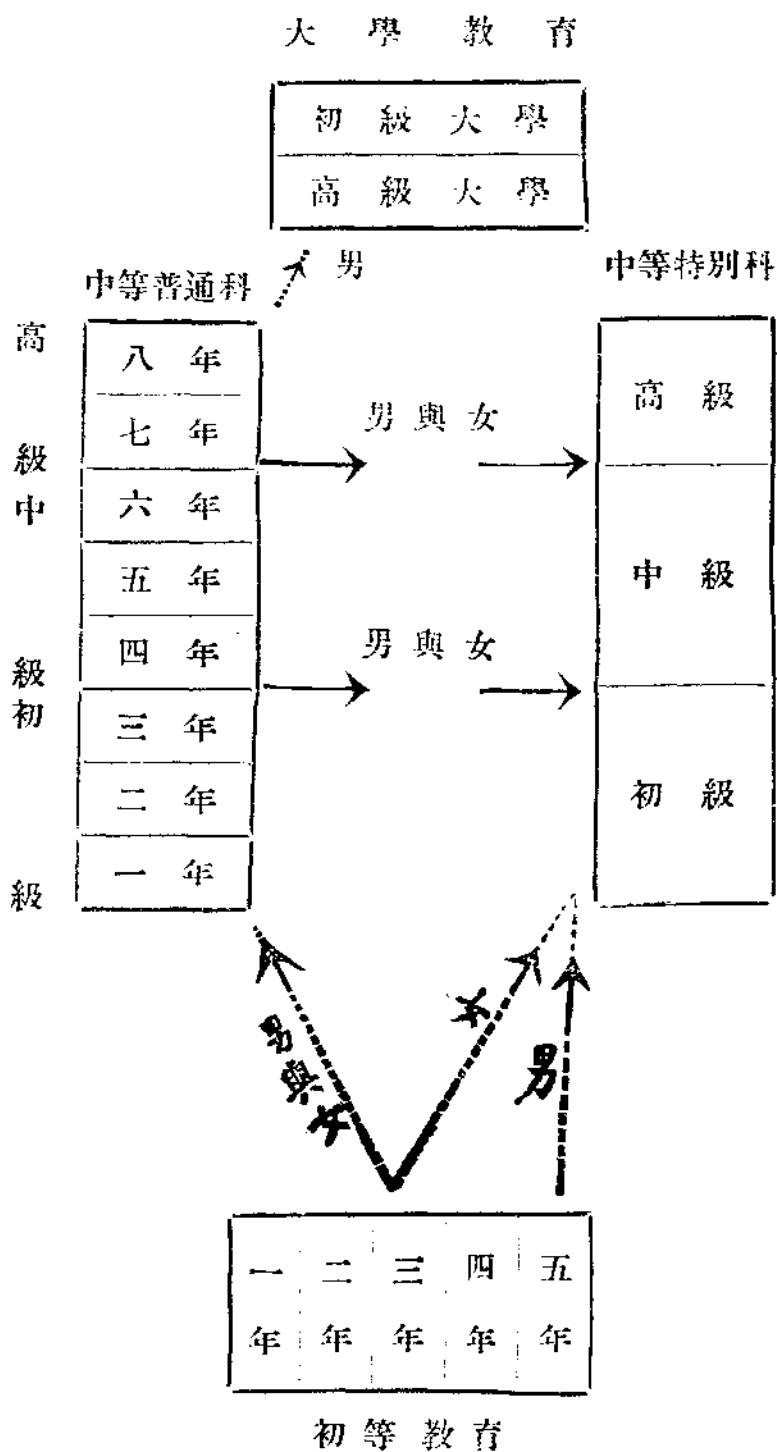 大學教育
初級大學
高級大學
男
中等普通科
中等特別科
高級
八年
七年
中級
六年
五年
四年
初級
三年
二年
一年
男與女
男與女
高級
中級
初級
男與女
女
男
一年
二年
三年
四年
五年
初等教育